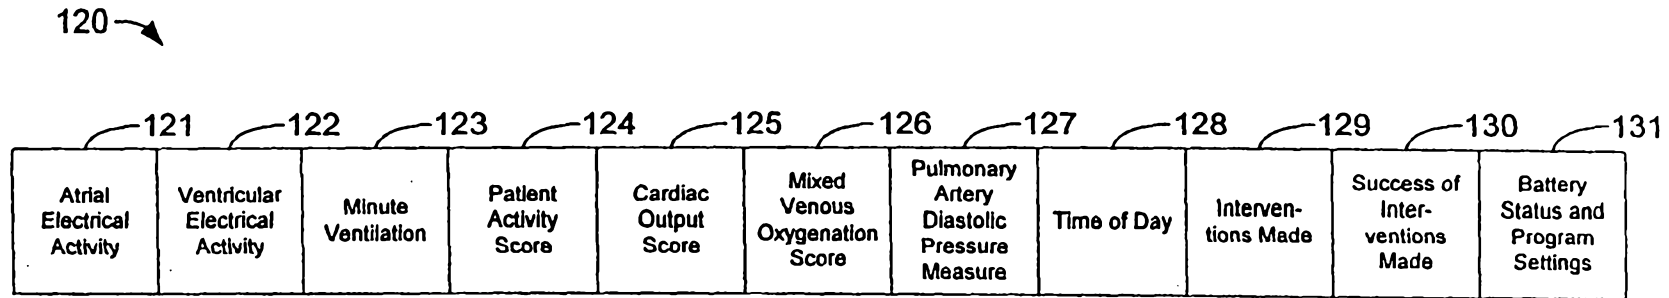 120
121 122 123 124 125 126 127 128 129 130 131
Atrial
Electrical
Activity
Ventricular
Electrical
Activity
Minute
Ventilation
Patient
Activity
Score
Cardiac
Output
Score
Mixed
Venous
Oxygenation
Score
Pulmonary
Artery
Diastolic
Pressure
Measure
Time of Day
Interven-
tions Made
Success of
Inter-
ventions
Made
Battery
Status and
Program
Settings